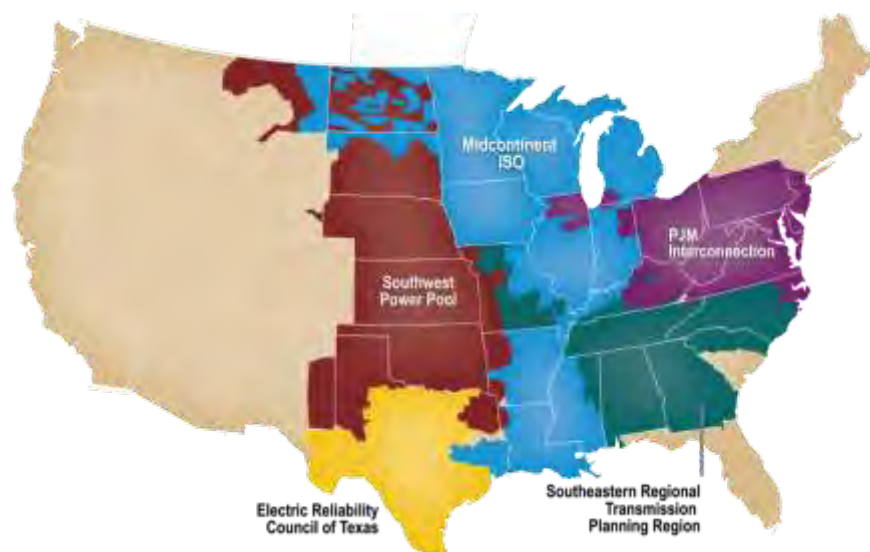 Midcontinent
ISO
PJM
Interconnection
Southwest
Power Pool
Electric Reliability
Council of Texas
Southeastern Regional
Transmission
Planning Region